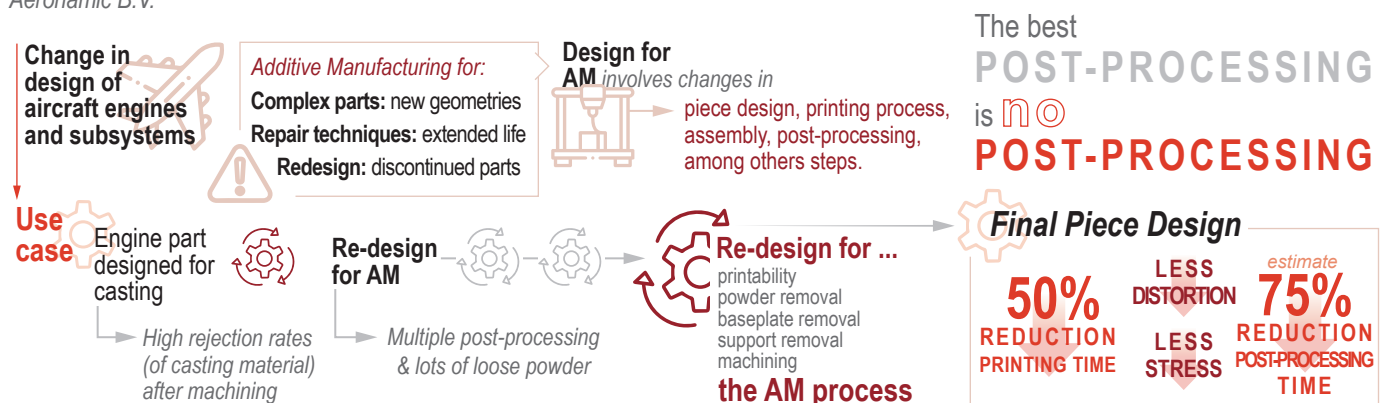 Aeronamic B.V.
Change in
design of
aircraft engines
and subsystems
Additive Manufacturing for:
Complex parts: new geometries
Repair techniques: extended life
Redesign: discontinued parts
Design for
AM involves changes in
piece design, printing process,
assembly, post-processing,
among others steps.
The best
POST-PROCESSING
is no
POST-PROCESSING
Use
case
Engine part
designed for
casting
High rejection rates
(of casting material)
after machining
Re-design
for AM
Multiple post-processing
& lots of loose powder
Re-design for ...
printability
powder removal
baseplate removal
support removal
machining
the AM process
Final Piece Design
50%
REDUCTION
PRINTING TIME
LESS
DISTORTION
LESS
STRESS
estimate
75%
REDUCTION
POST-PROCESSING
TIME